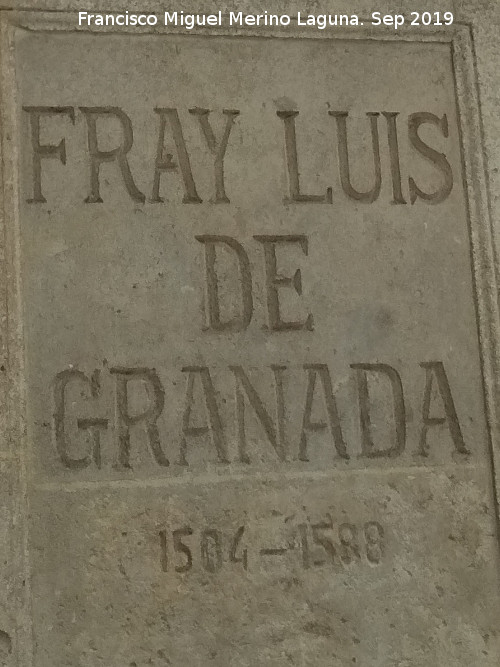 Francisco Miguel Merino Laguna. Sep 2019
FRAY LUIS
DE
GRANADA
1504-1588